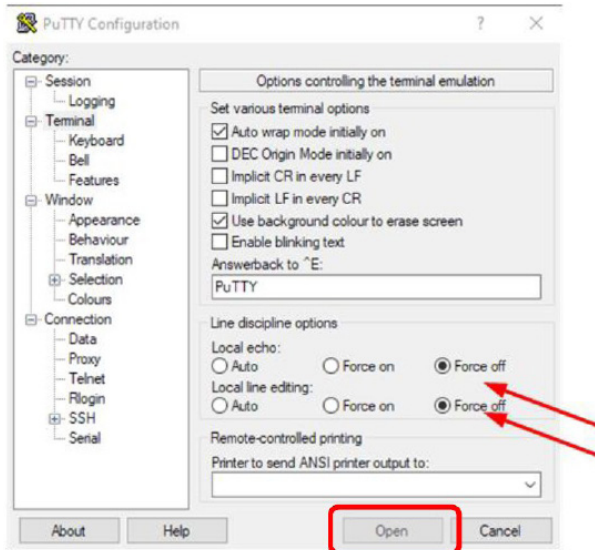 PuTTY Configuration
?
Category:
Session
Logging
Terminal
Keyboard
Bell
Features
Window
Appearance
Behaviour
Translation
Selection
Colours
Connection
Data
Proxy
Telnet
Rlogin
SSH
Serial
Options controlling the terminal emulation
Set various terminal options
Auto wrap mode initially on
DEC Origin Mode initially on
Implicit CR in every LF
Implicit LF in every CR
Use background colour to erase screen
Enable blinking text
Answerback to ^E:
PuTTY
Line discipline options
Local echo:
Auto Force on Force off
Local line editing:
Auto Force on Force off
Remote-controlled printing
Printer to send ANSI printer output to:
About Help Open Cancel